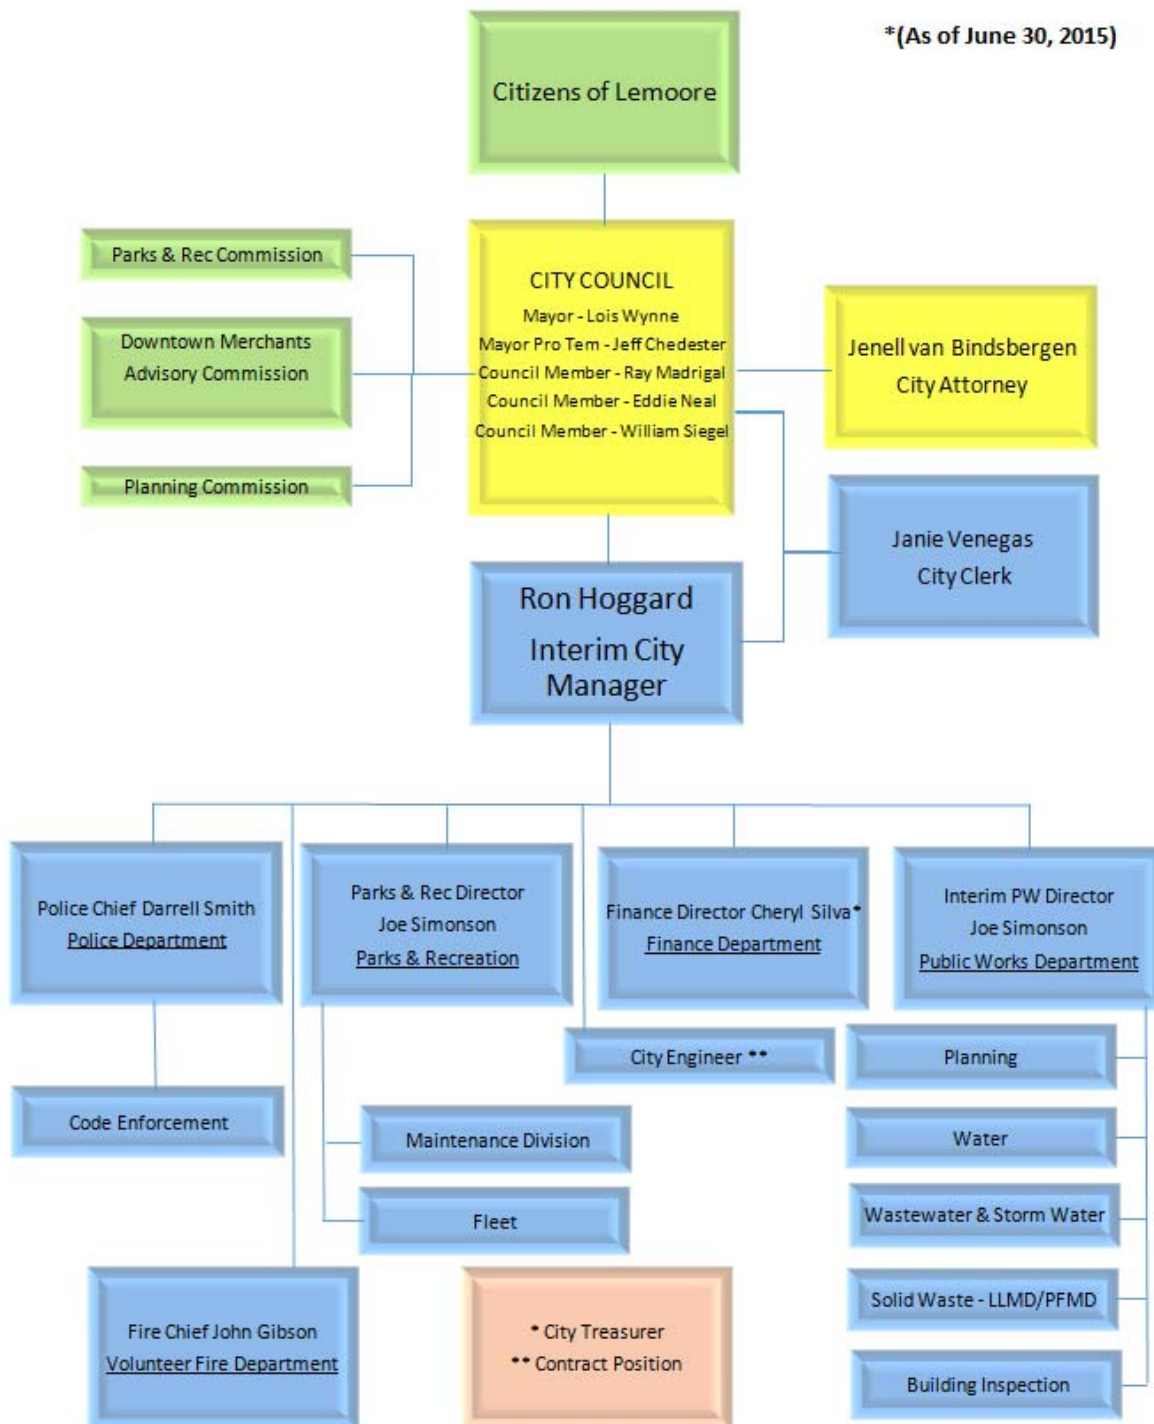 *(As of June 30, 2015)
Citizens of Lemoore
Parks & Rec Commission
Downtown Merchants
Advisory Commission
Planning Commission
CITY COUNCIL
Mayor - Lois Wynne
Mayor Pro Tem - Jeff Chedester
Council Member - Ray Madrigal
Council Member - Eddie Neal
Council Member - William Siegel
Jenell van Bindsbergen
City Attorney
Janie Venegas
City Clerk
Ron Hoggard
Interim City
Manager
Police Chief Darrell Smith
Police Department
Parks & Rec Director
Joe Simonson
Parks & Recreation
Finance Director Cheryl Silva*
Finance Department
Interim PW Director
Joe Simonson
Public Works Department
City Engineer **
Planning
Code Enforcement
Maintenance Division
Water
Fleet
Wastewater & Storm Water
Solid Waste - LLMD/PFMD
Fire Chief John Gibson
Volunteer Fire Department
* City Treasurer
** Contract Position
Building Inspection